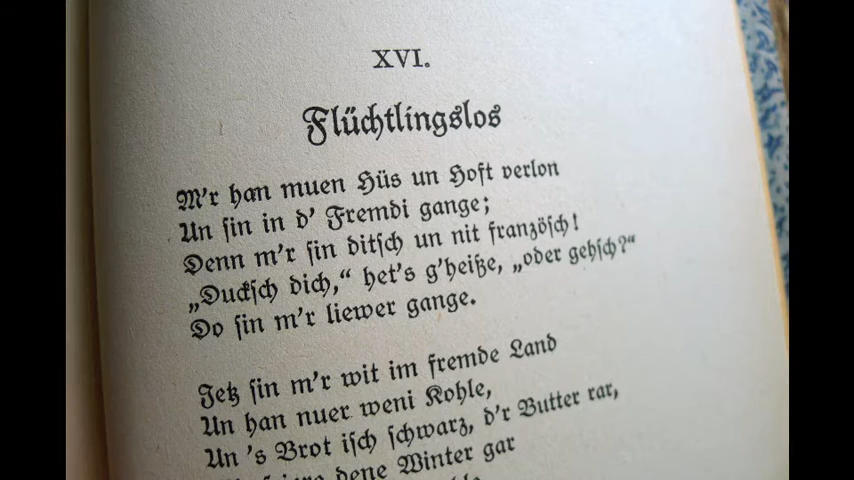 XVI.
Flüchtlingslos
M'r han muen Hüs un Hoft verlon
Un sin in d' Fremdi gange;
Denn m'r sin ditsch un nit französch!
„Ducksch dich,“ het's g'heiße, „oder gehsch?“
Do sin m'r liewer gange.
Jetz sin m'r wit im fremde Land
Un han nuer weni Kohle,
Un 's Brot isch schwarz, d'r Butter rar,
dene Winter gar